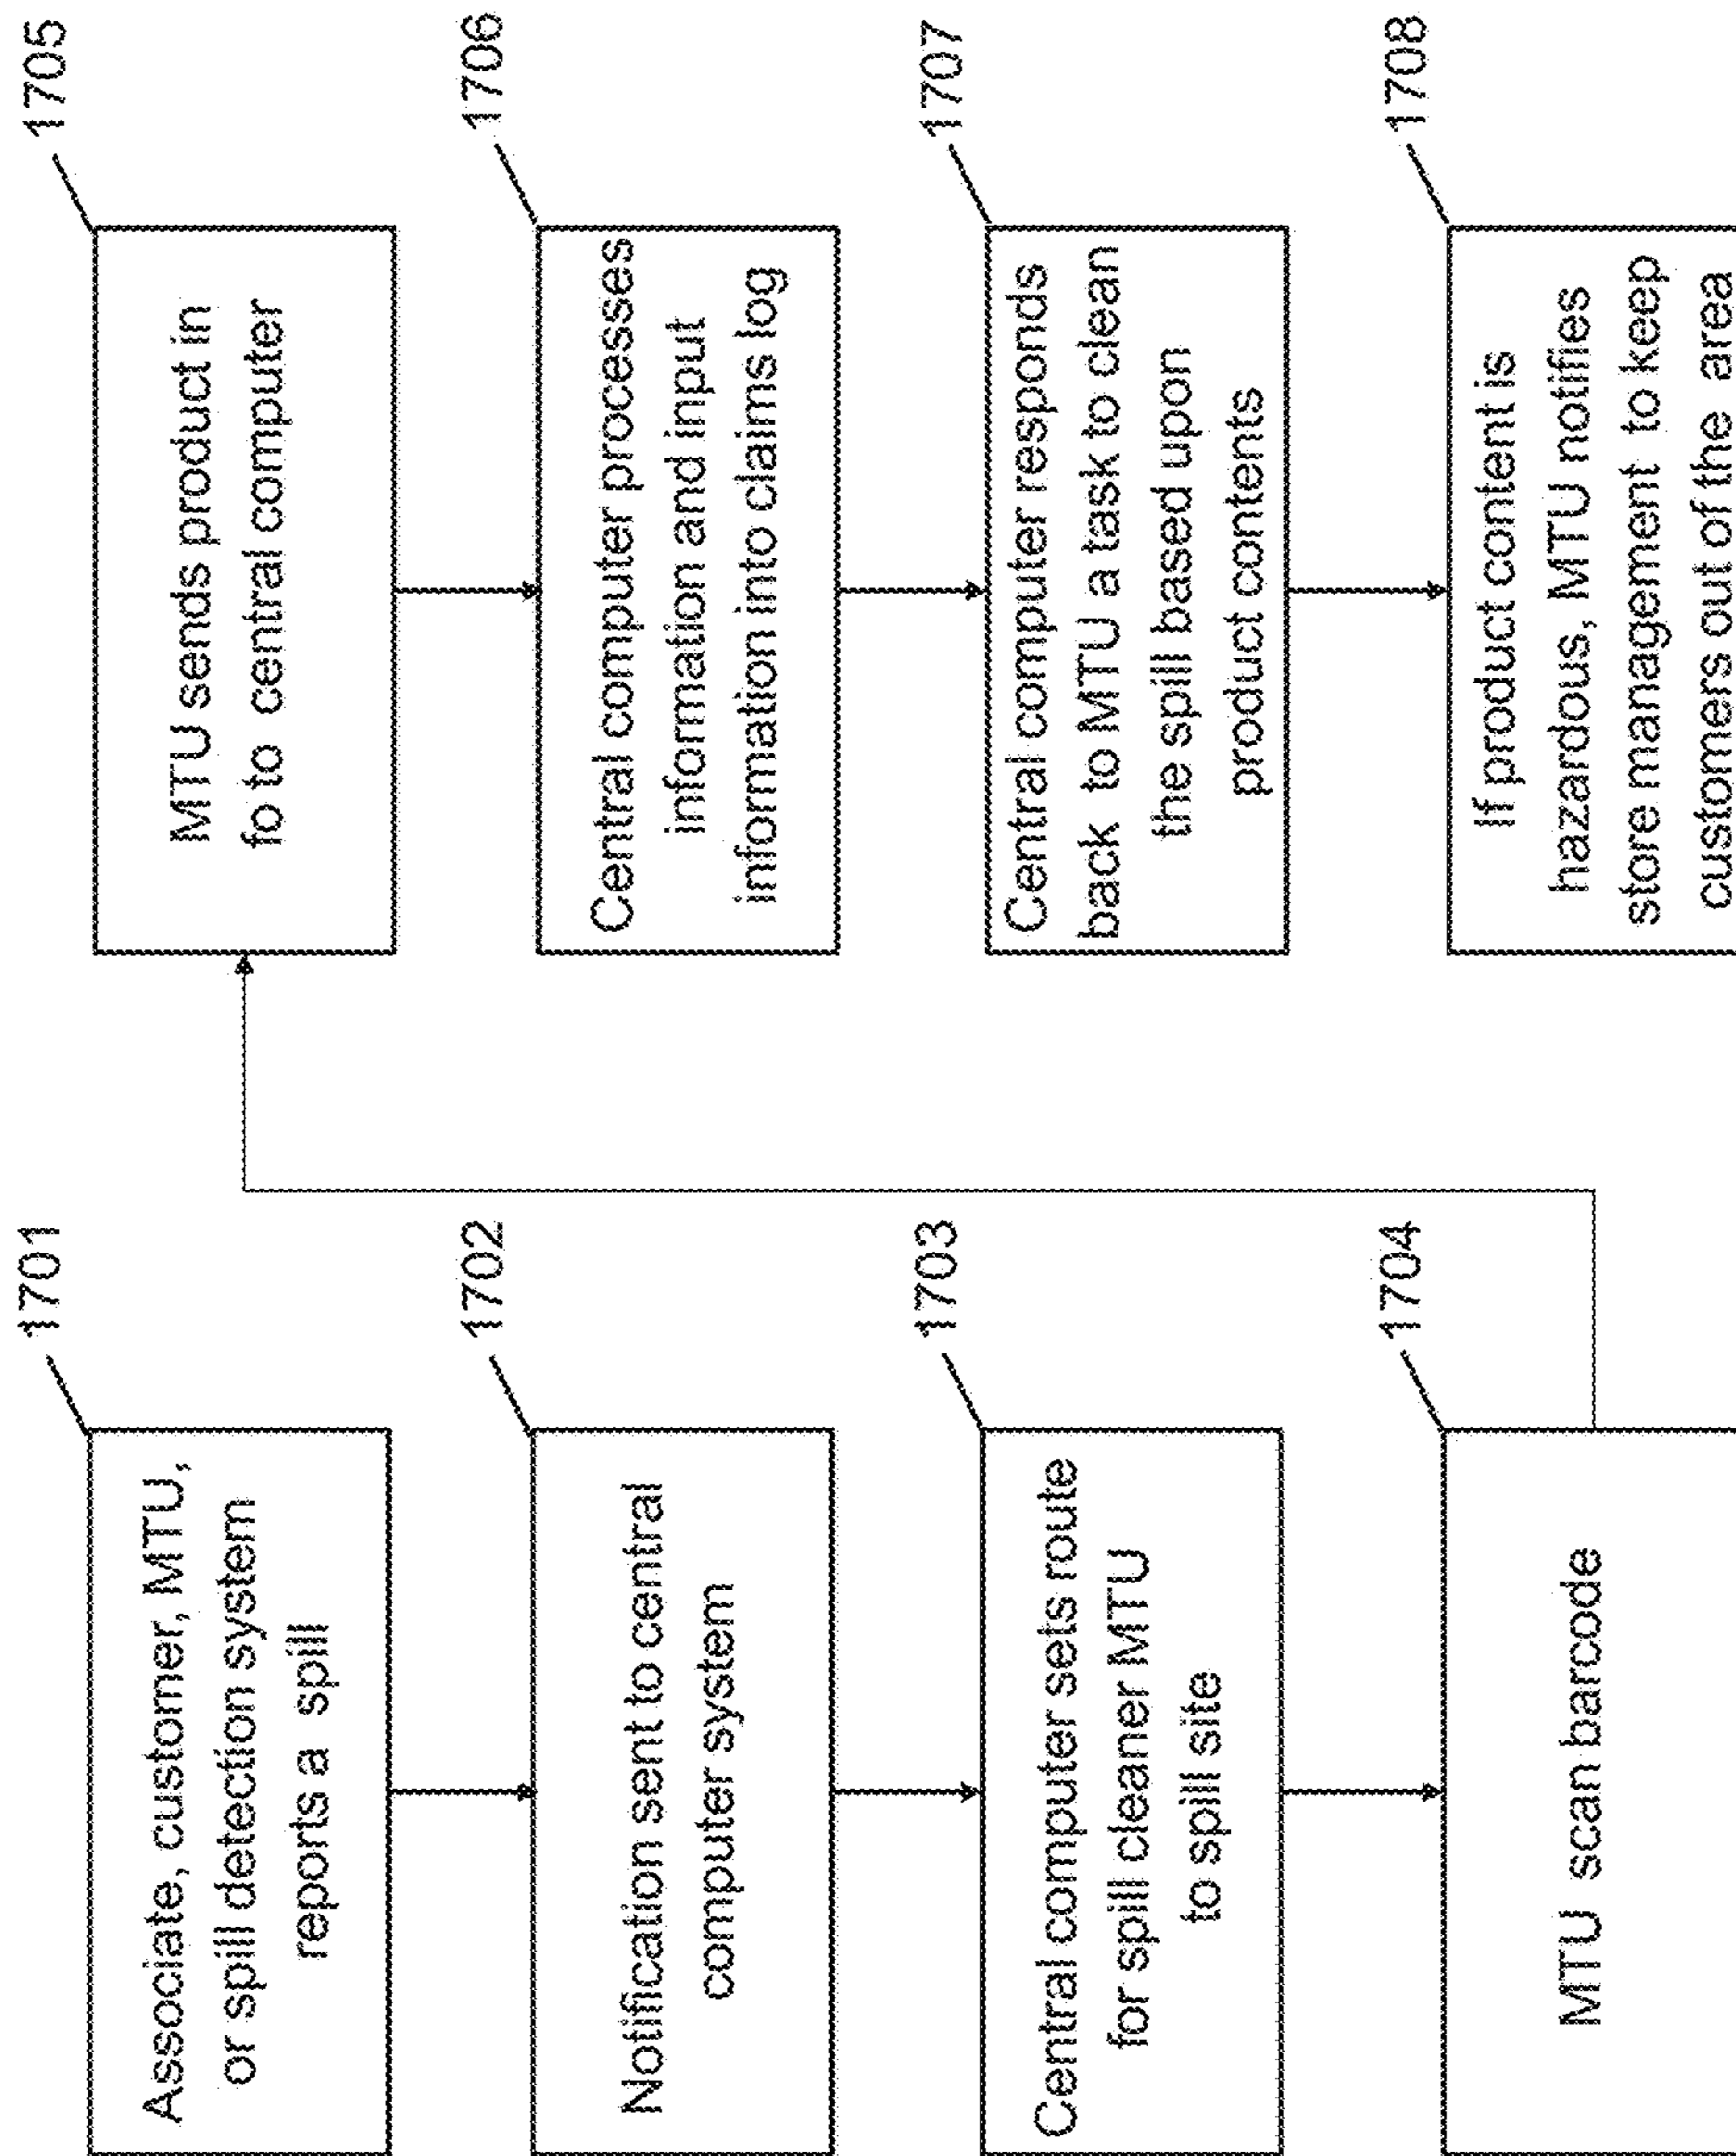 1701
Associate, customer, MTU,
or spill detection system
reports a spill
1702
Notification sent to central
computer system
1703
Central computer sets route
for spill cleaner MTU
to spill site
1704
MTU scan barcode
1705
MTU sends product in
fo to central computer
1706
Central computer processes
information and input
information into claims log
1707
Central computer responds
back to MTU a task to clean
the spill based upon
product contents
1708
If product content is
hazardous, MTU notifies
store management to keep
customers out of the area